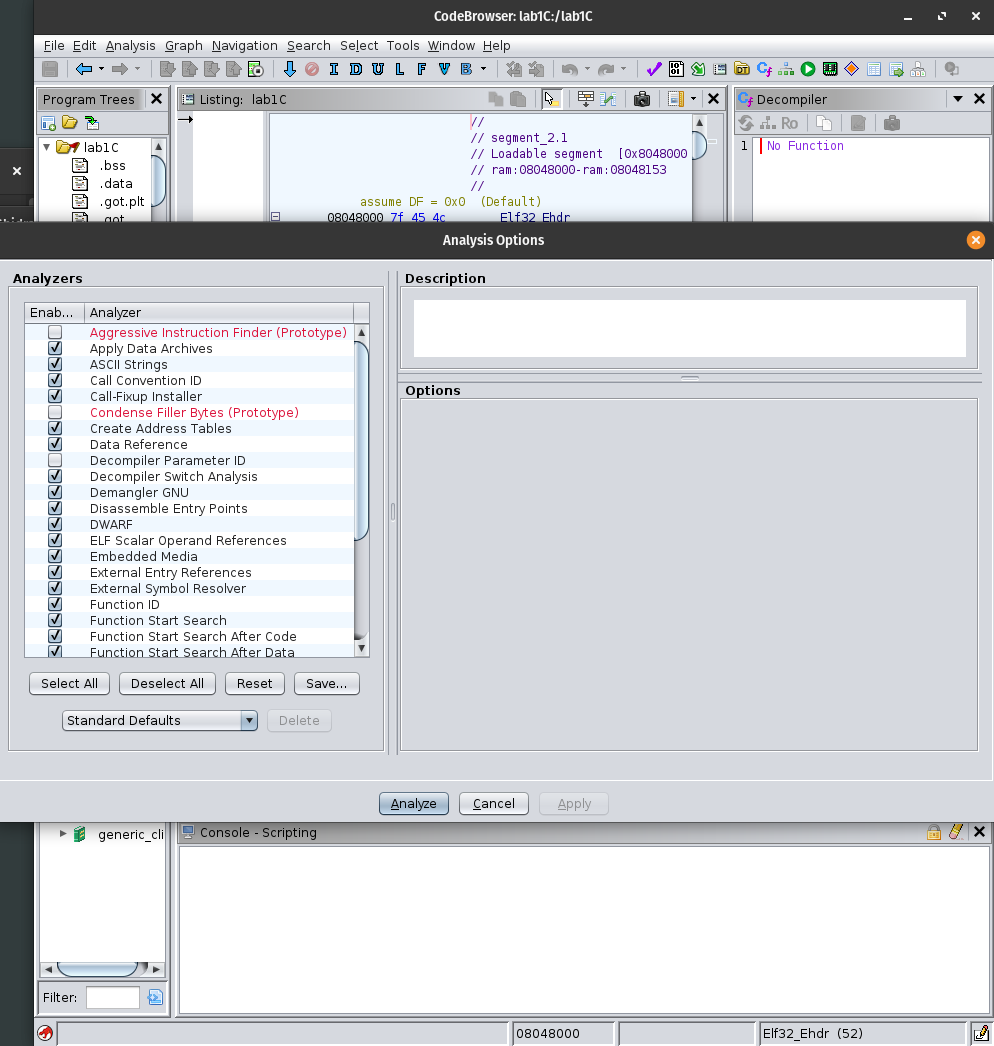 CodeBrowser: lab1C:/lab1C
File Edit Analysis Graph Navigation Search Select Tools Window Help
I D U L F V B
Program Trees
Listing: lab1C
Decompiler
Ro
lab1C
.bss
.data
.got.plt
.got
//
// segment_2.1
// Loadable segment [0x8048000
// ram:08048000-ram:08048153
//
assume DF = 0x0 (Default)
08048000 7f 45 4c Elf32_Ehdr
1 No Function
Analysis Options
Analyzers
Enab... Analyzer
Aggressive Instruction Finder (Prototype)
Apply Data Archives
ASCII Strings
Call Convention ID
Call-Fixup Installer
Condense Filler Bytes (Prototype)
Create Address Tables
Data Reference
Decompiler Parameter ID
Decompiler Switch Analysis
Demangler GNU
Disassemble Entry Points
DWARF
ELF Scalar Operand References
Embedded Media
External Entry References
External Symbol Resolver
Function ID
Function Start Search
Function Start Search After Code
Function Start Search After Data
Select All Deselect All Reset Save...
Standard Defaults Delete
Description
Options
Analyze Cancel Apply
generic_cli
Console - Scripting
Filter:
08048000
Elf32_Ehdr (52)